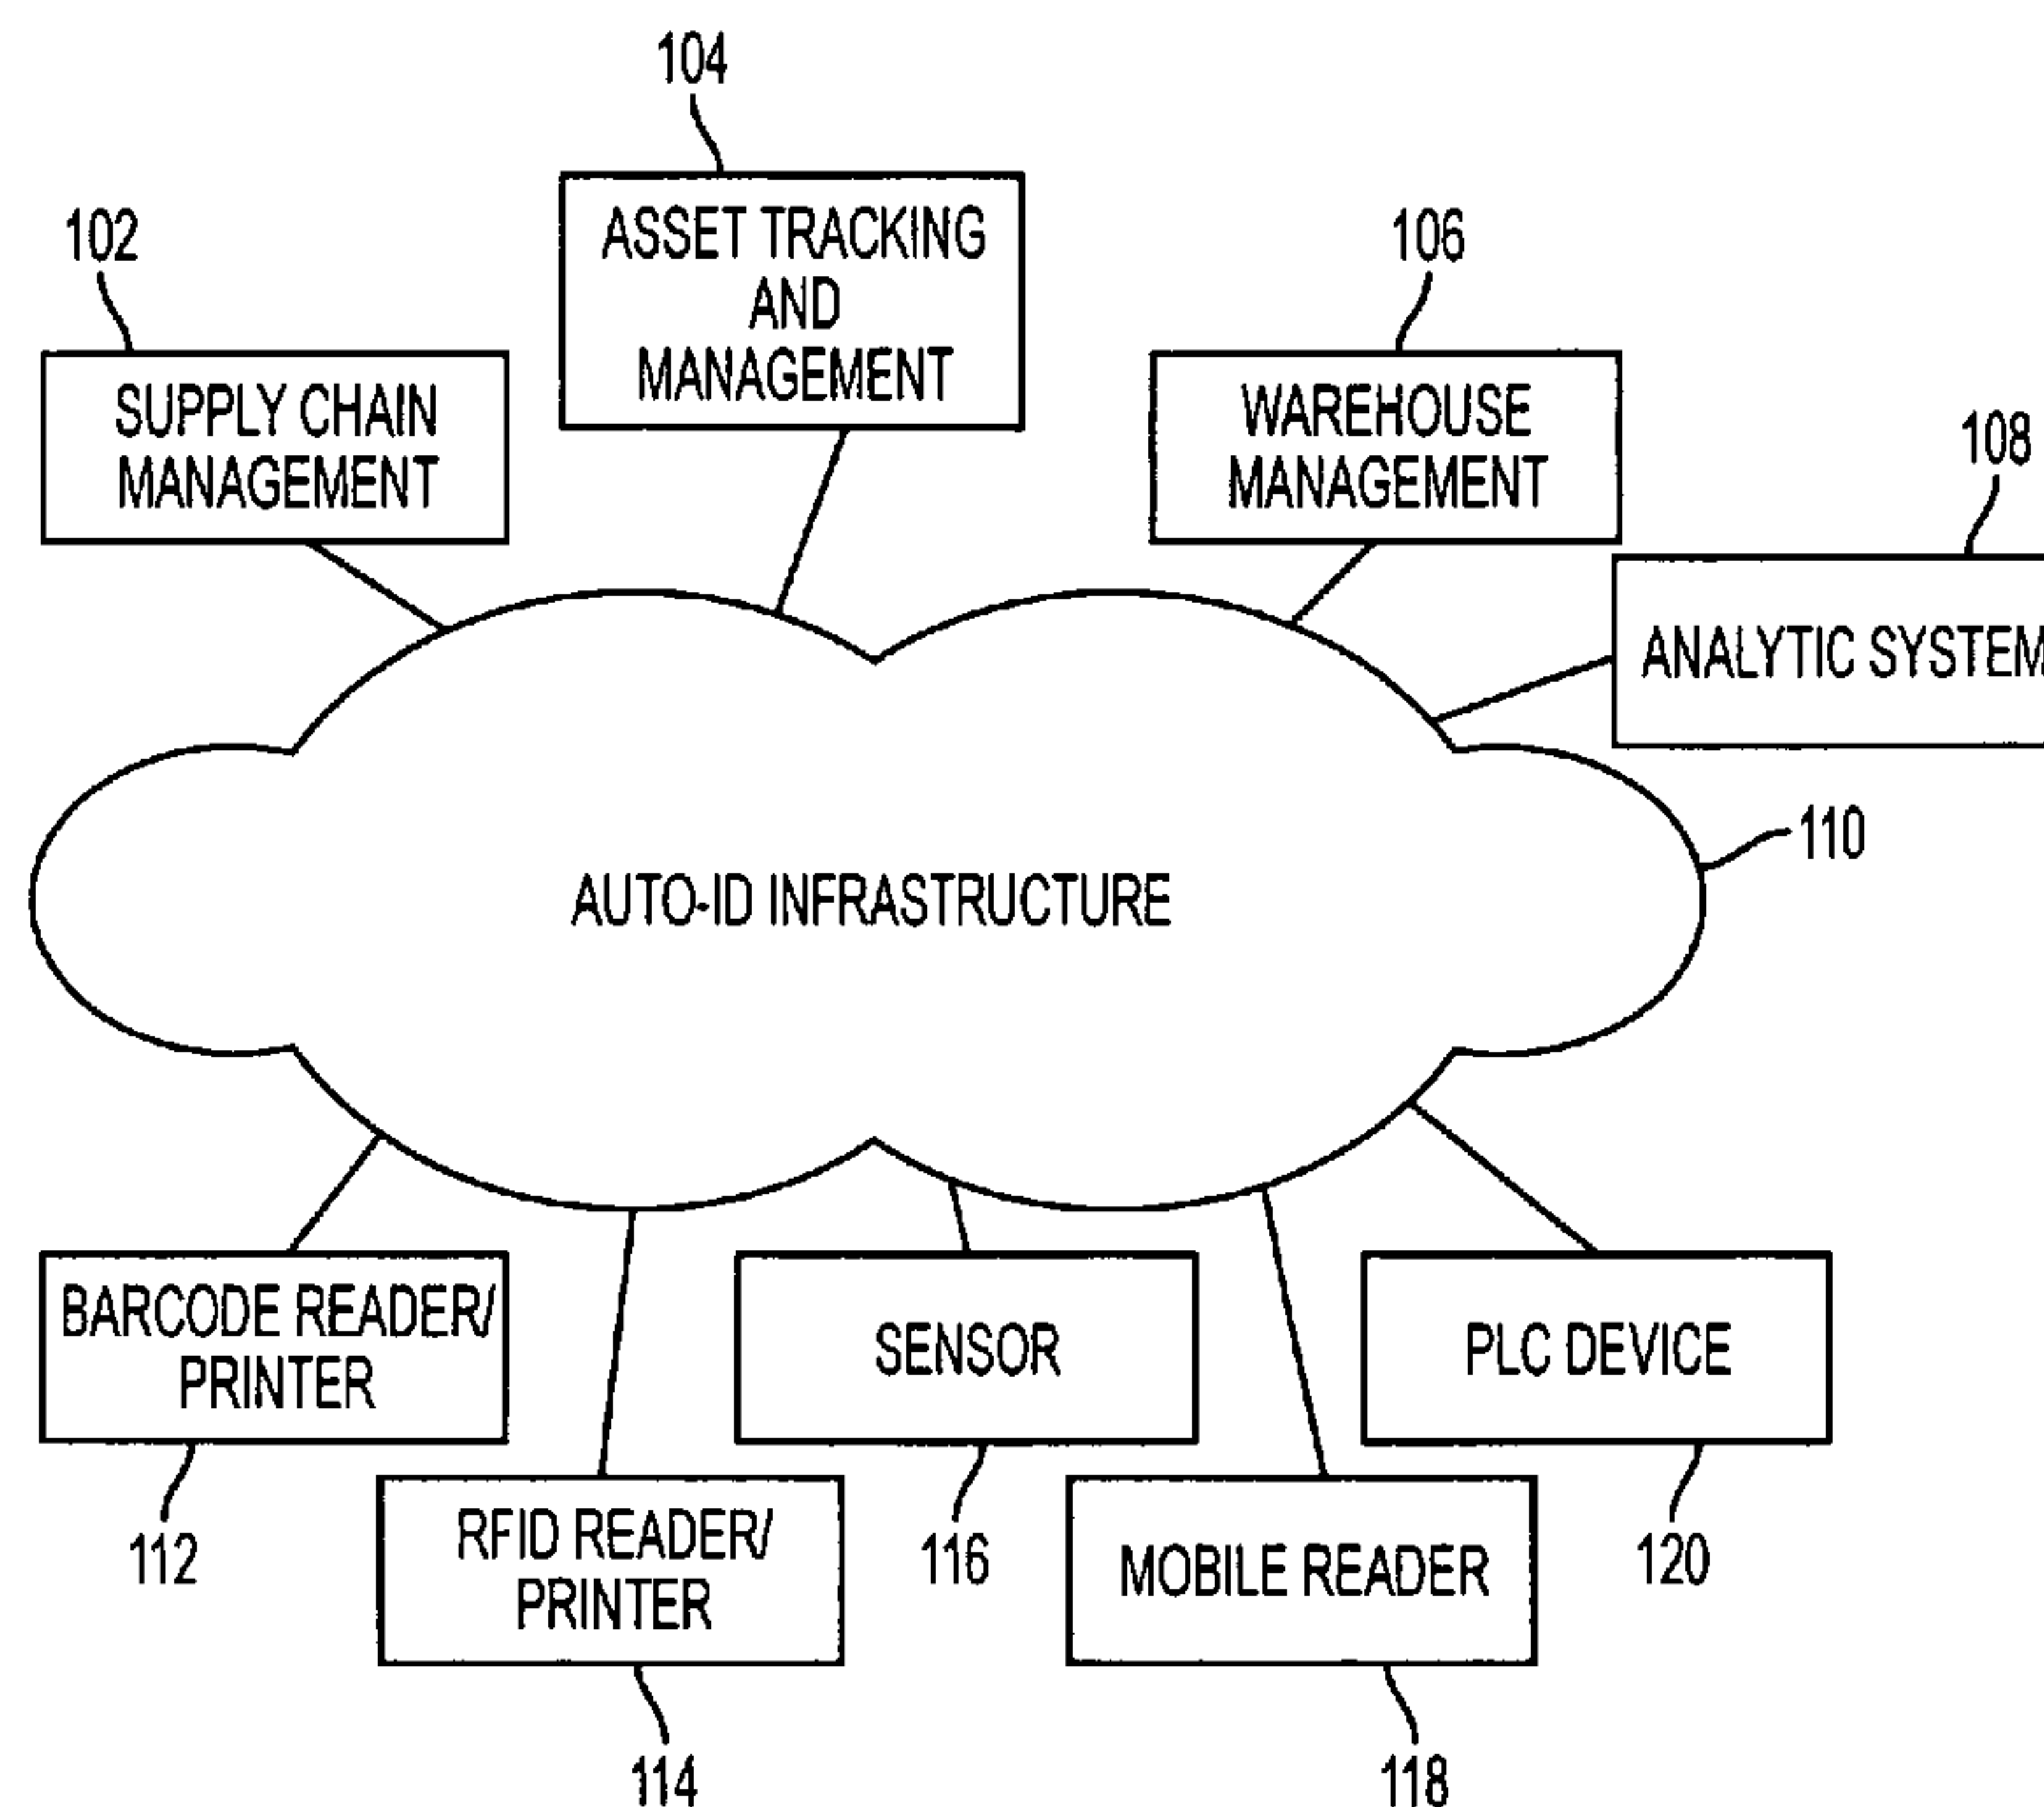 104
ASSET TRACKING
AND
MANAGEMENT
102
SUPPLY CHAIN
MANAGEMENT
106
WAREHOUSE
MANAGEMENT
108
ANALYTIC SYSTEM
110
AUTO-ID INFRASTRUCTURE
BARCODE READER/
PRINTER
112
RFID READER/
PRINTER
114
SENSOR
116
MOBILE READER
118
PLC DEVICE
120